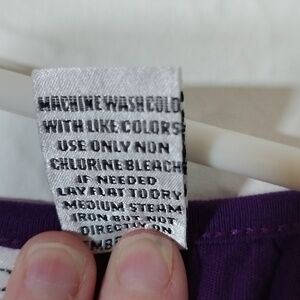 MACHINE WASH COLD
WITH LIKE COLORS
USE ONLY NON
CHLORINE BLEACH
IF NEEDED
LAY FLAT TO DRY
MEDIUM STEAM
IRON BUT NOT
DIRECTLY ON